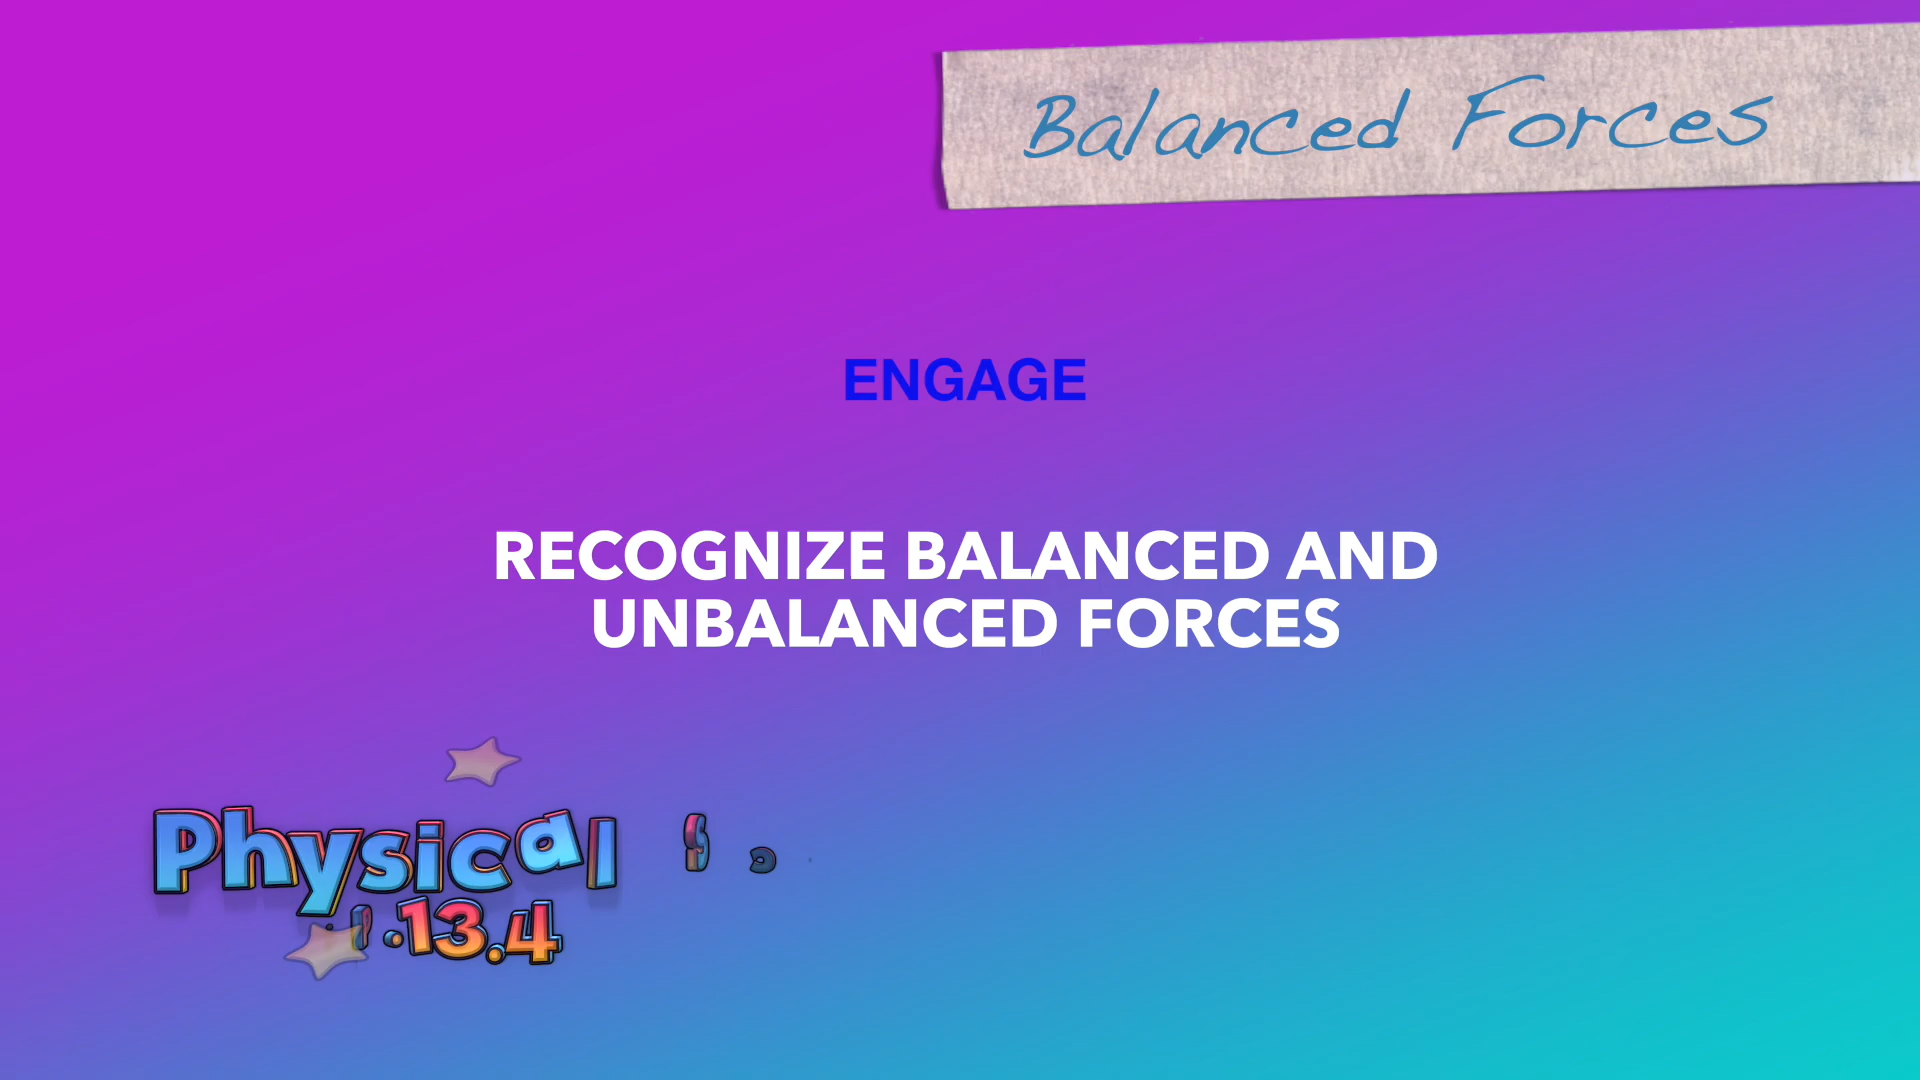 Balanced Forces
ENGAGE
RECOGNIZE BALANCED AND
UNBALANCED FORCES
Physical
.13.4